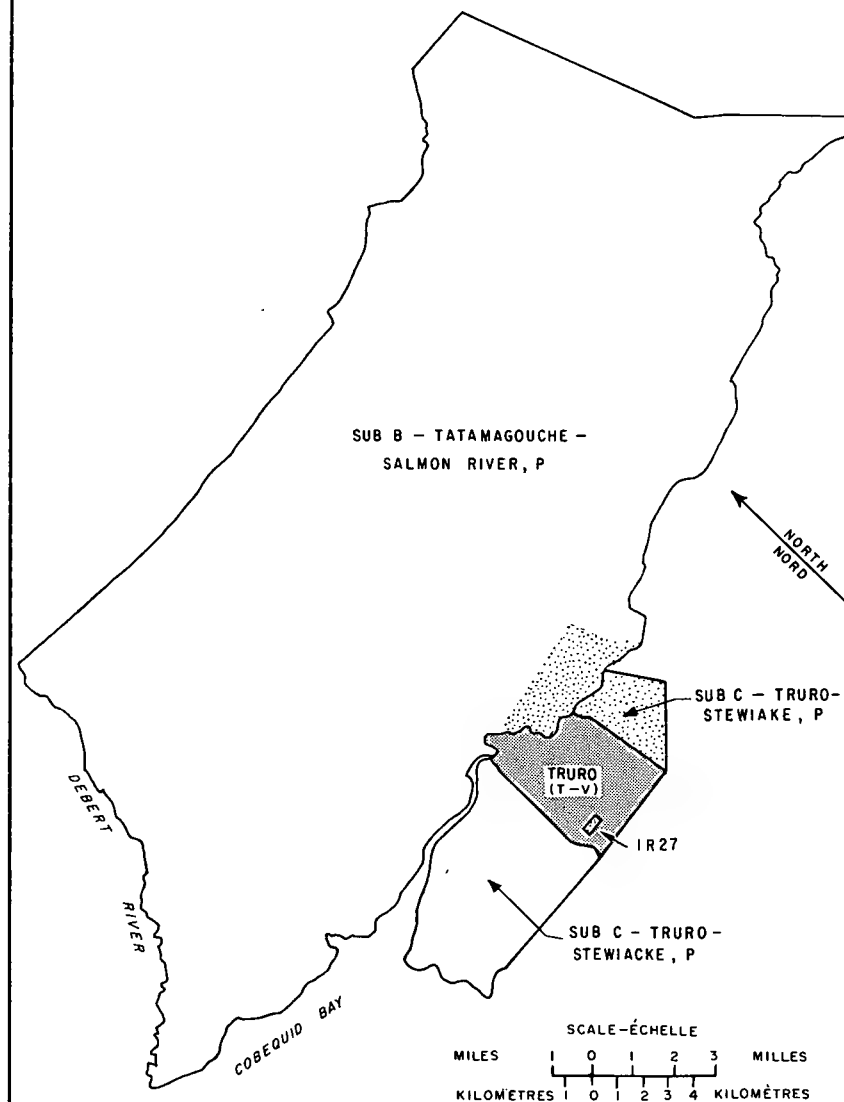 SUB B - TATAMAGOUCHE -
SALMON RIVER, P
NORTH
NORD
SUB C - TRURO-
STEWIAKE, P
TRURO
(T-V)
IR27
DEBERT
RIVER
SUB C - TRURO-
STEWIACKE, P
COBEQUID BAY
SCALE-ÉCHELLE
MILES 1 0 1 2 3 MILLES
KILOMETRES 1 0 1 2 3 4 KILOMÈTRES